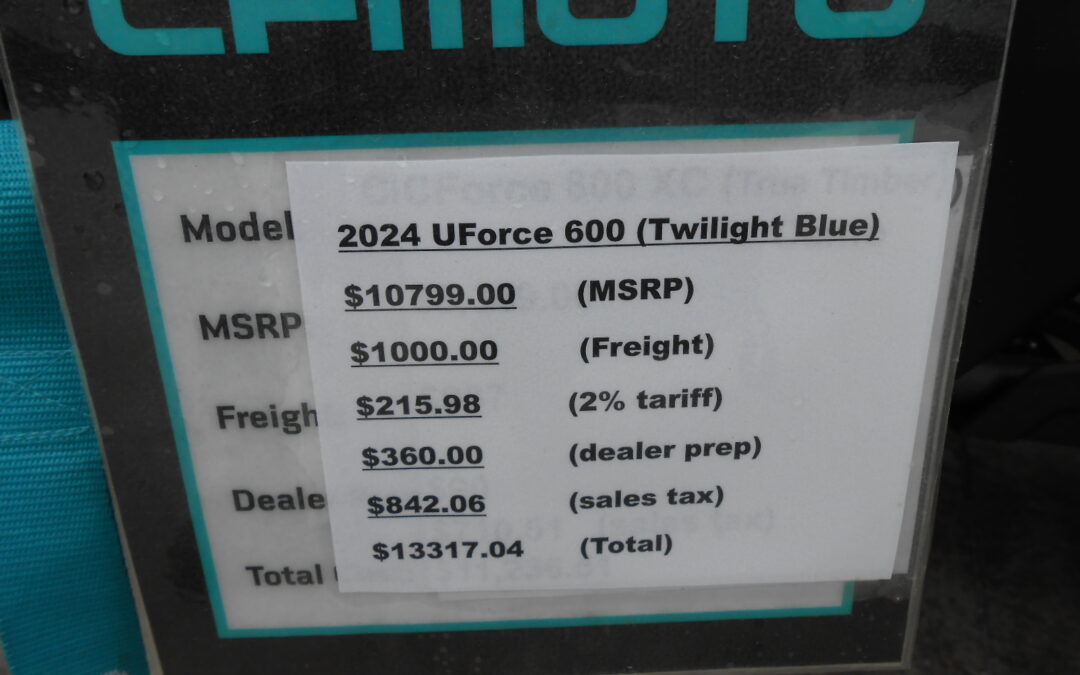 CFMOTO
Model
MSRP
Freigh
Deale
Total
2024 UForce 600 (Twilight Blue)
$10799.00 (MSRP)
$1000.00 (Freight)
$215.98 (2% tariff)
$360.00 (dealer prep)
$842.06 (sales tax)
$13317.04 (Total)